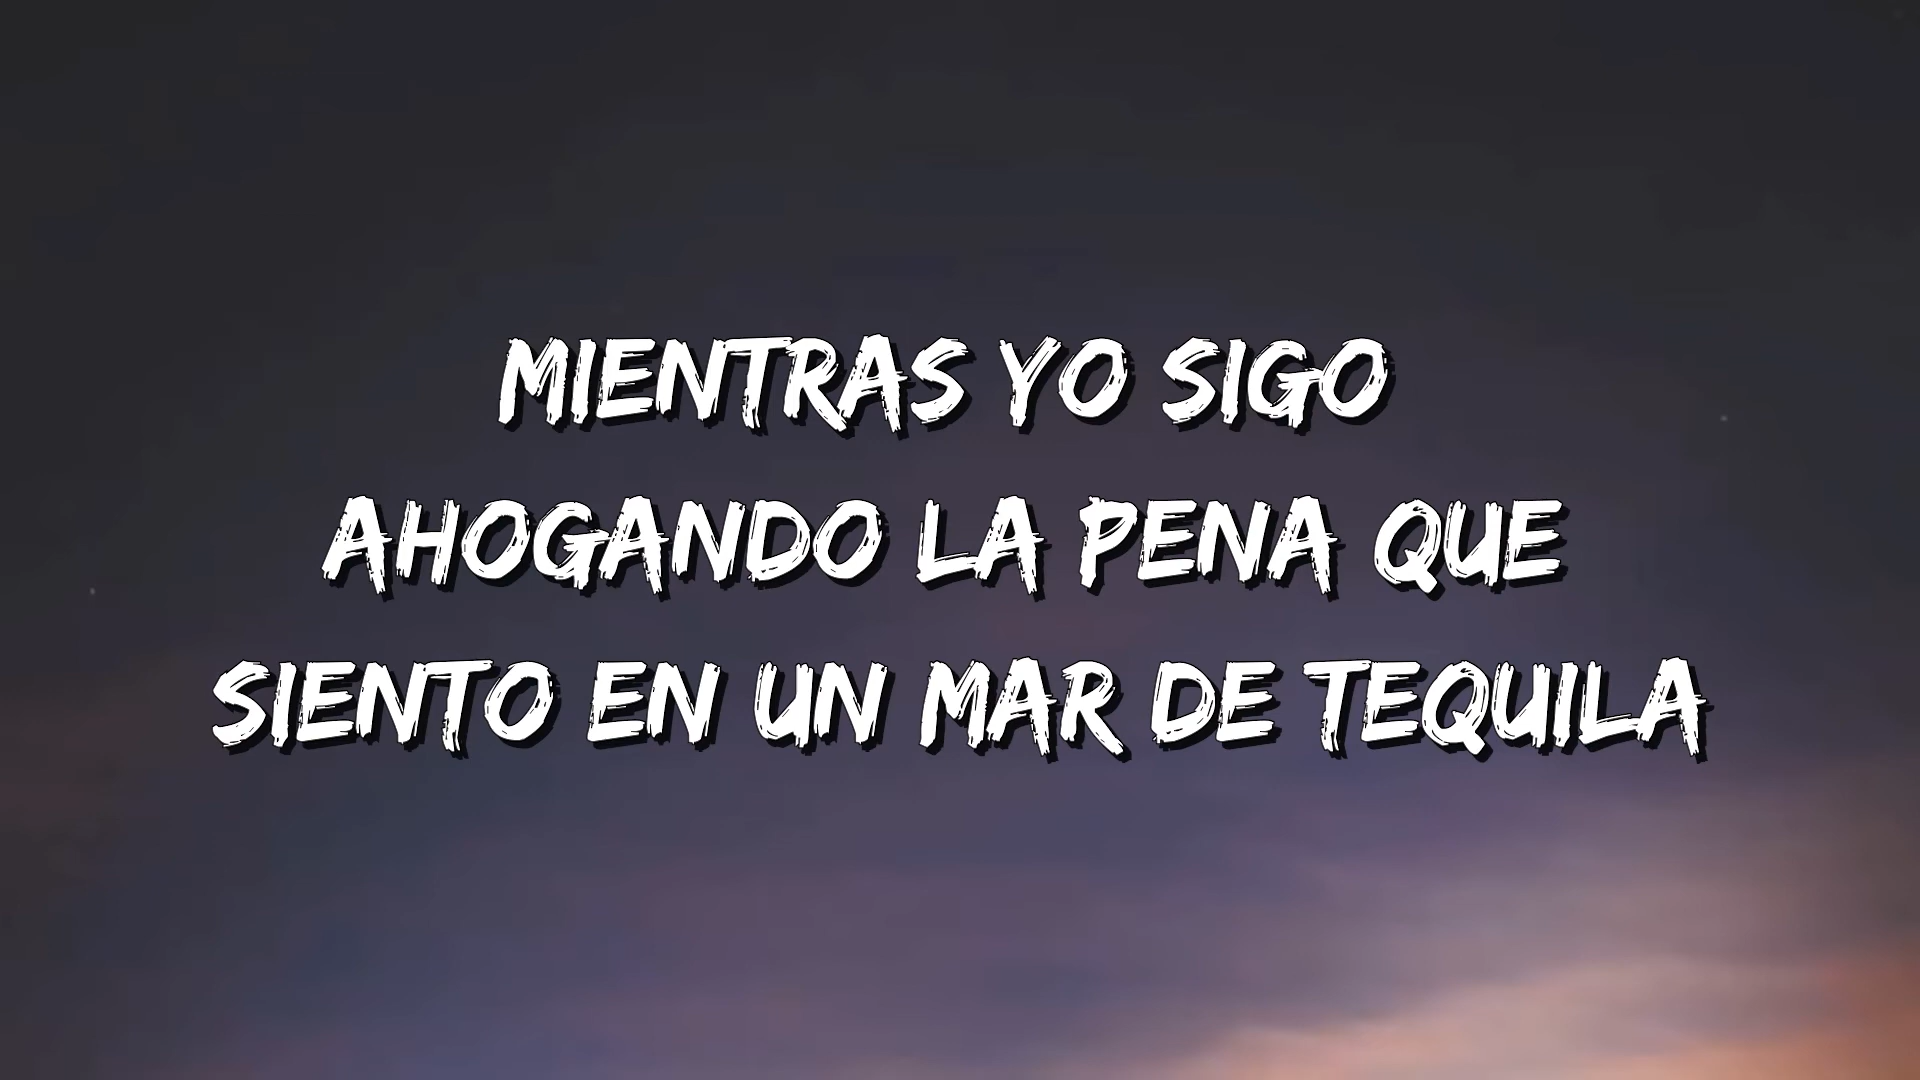 MIENTRAS YO SIGO
AHOGANDO LA PENA QUE
SIENTO EN UN MAR DE TEQUILA